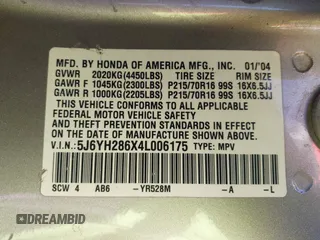 MFD. BY HONDA OF AMERICA MFG., INC. 01/'04
GVWR 2020KG(4450LBS) TIRE SIZE RIM SIZE
GAWR F 1045KG(2300LBS) P215/70R16 99S 16X6.5JJ
GAWR R 1000KG(2205LBS) P215/70R16 99S 16X6.5JJ
THIS VEHICLE CONFORMS TO ALL APPLICABLE
FEDERAL MOTOR VEHICLE SAFETY AND THEFT
PREVENTION STANDARDS IN EFFECT ON THE DATE
OF MANUFACTURE SHOWN ABOVE.
V.I.N: 5J6YH286X4L006175 TYPE: MPV
SCW 4 AB6 -YR528M -A -L
DREAMBID